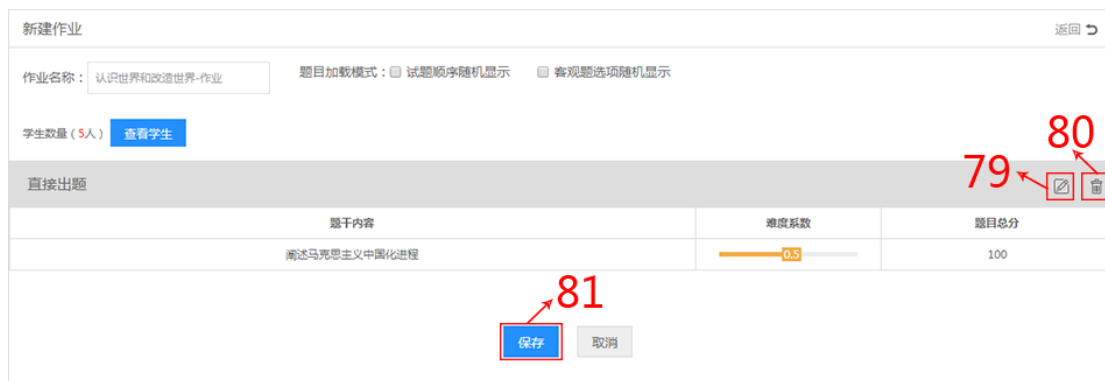 新建作业 返回
作业名称： 认识世界和改造世界-作业 题目加载模式： 试题顺序随机显示 客观题选项随机显示
学生数量（5人） 查看学生
80
79
直接出题
题干内容 难度系数 题目总分
阐述马克思主义中国化进程 0.5 100
81
保存 取消